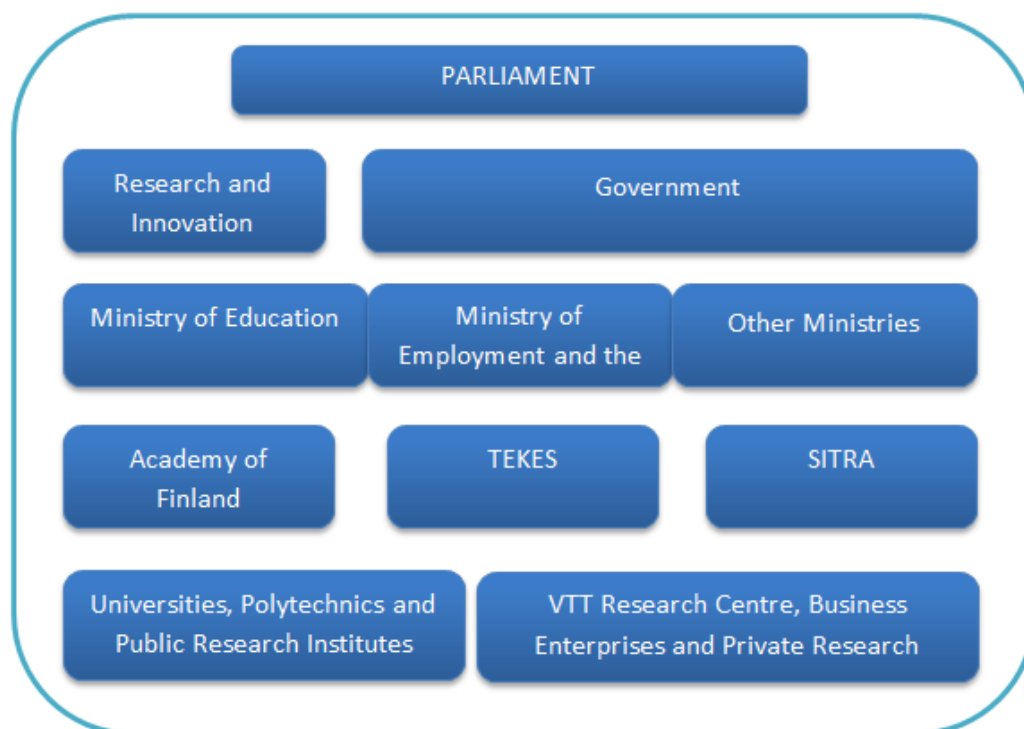 PARLIAMENT
Research and
Innovation
Government
Ministry of Education
Ministry of
Employment and the
Other Ministries
Academy of
Finland
TEKES
SITRA
Universities, Polytechnics and
Public Research Institutes
VTT Research Centre, Business
Enterprises and Private Research